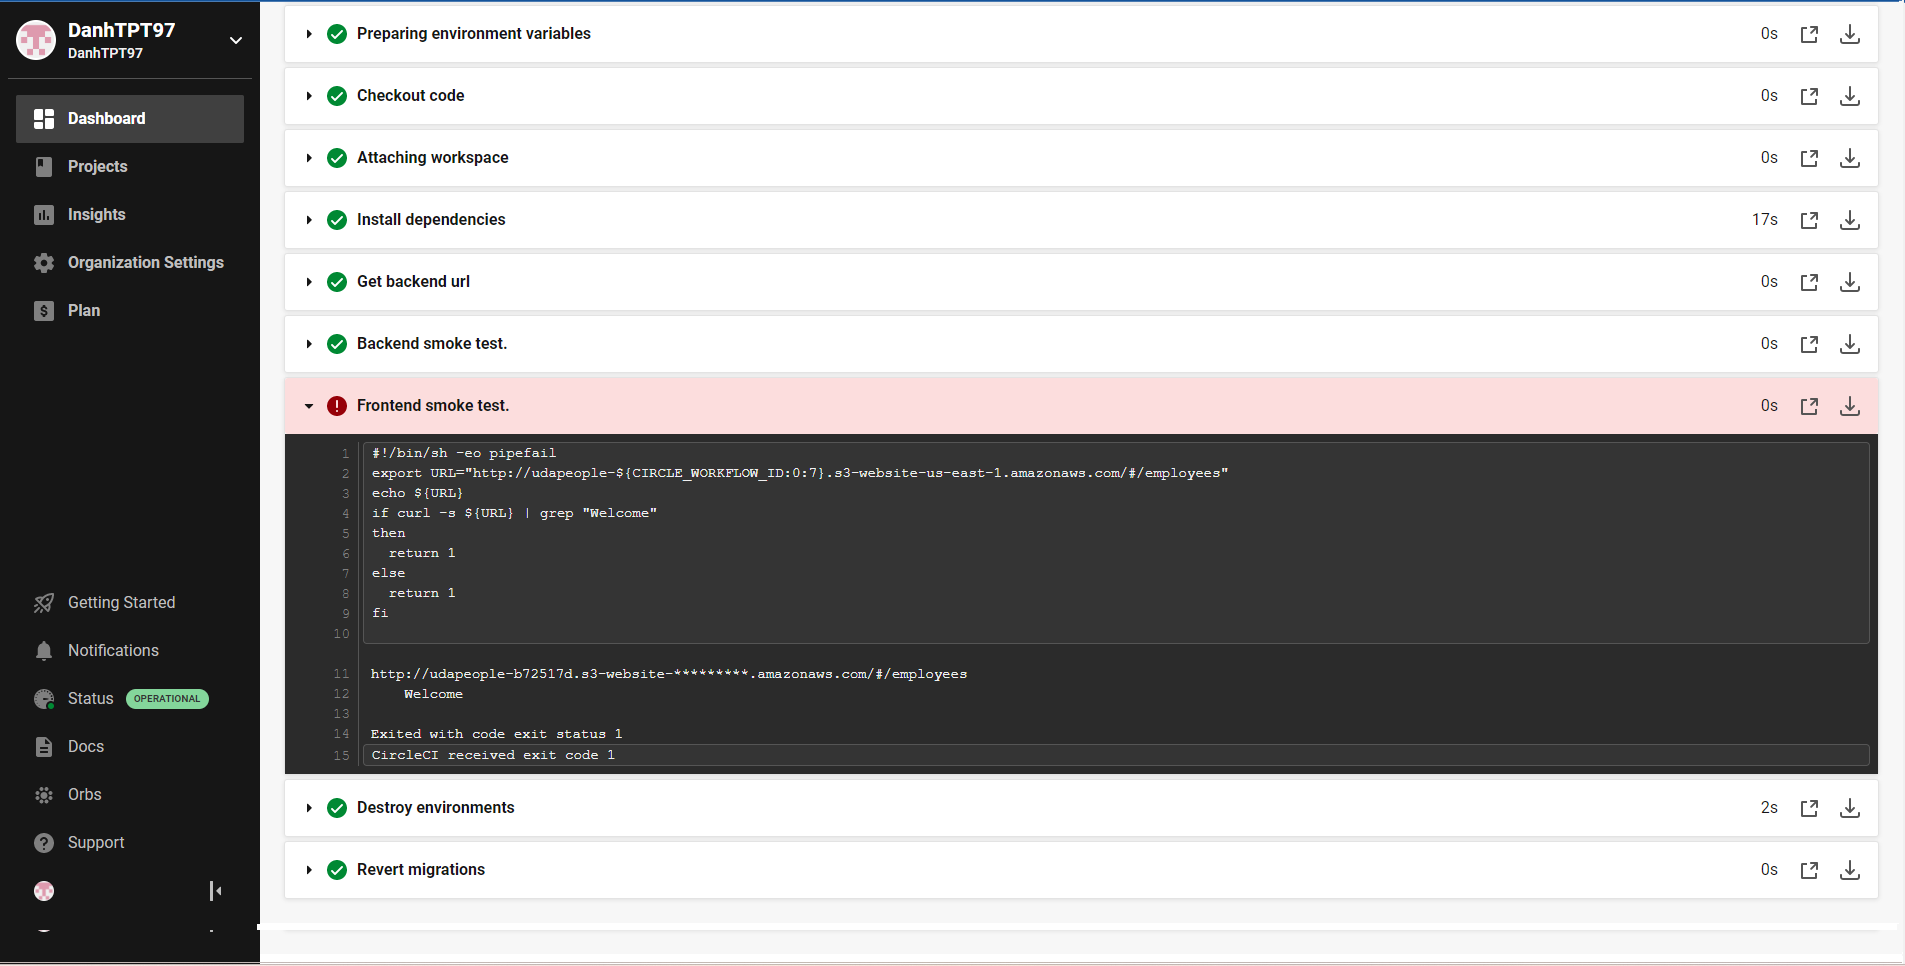 DanhTPT97
DanhTPT97
Dashboard
Projects
Insights
Organization Settings
Plan
Getting Started
Notifications
Status OPERATIONAL
Docs
Orbs
Support
Preparing environment variables 0s
Checkout code 0s
Attaching workspace 0s
Install dependencies 17s
Get backend url 0s
Backend smoke test. 0s
Frontend smoke test. 0s
1 #!/bin/sh -eo pipefail
2 export URL="http://udapeople-${CIRCLE_WORKFLOW_ID:0:7}.s3-website-us-east-1.amazonaws.com/#/employees"
3 echo ${URL}
4 if curl -s ${URL} | grep "Welcome"
5 then
6 return 1
7 else
8 return 1
9 fi
10
11 http://udapeople-b72517d.s3-website-*********.amazonaws.com/#/employees
12 Welcome
13
14 Exited with code exit status 1
15 CircleCI received exit code 1
Destroy environments 2s
Revert migrations 0s